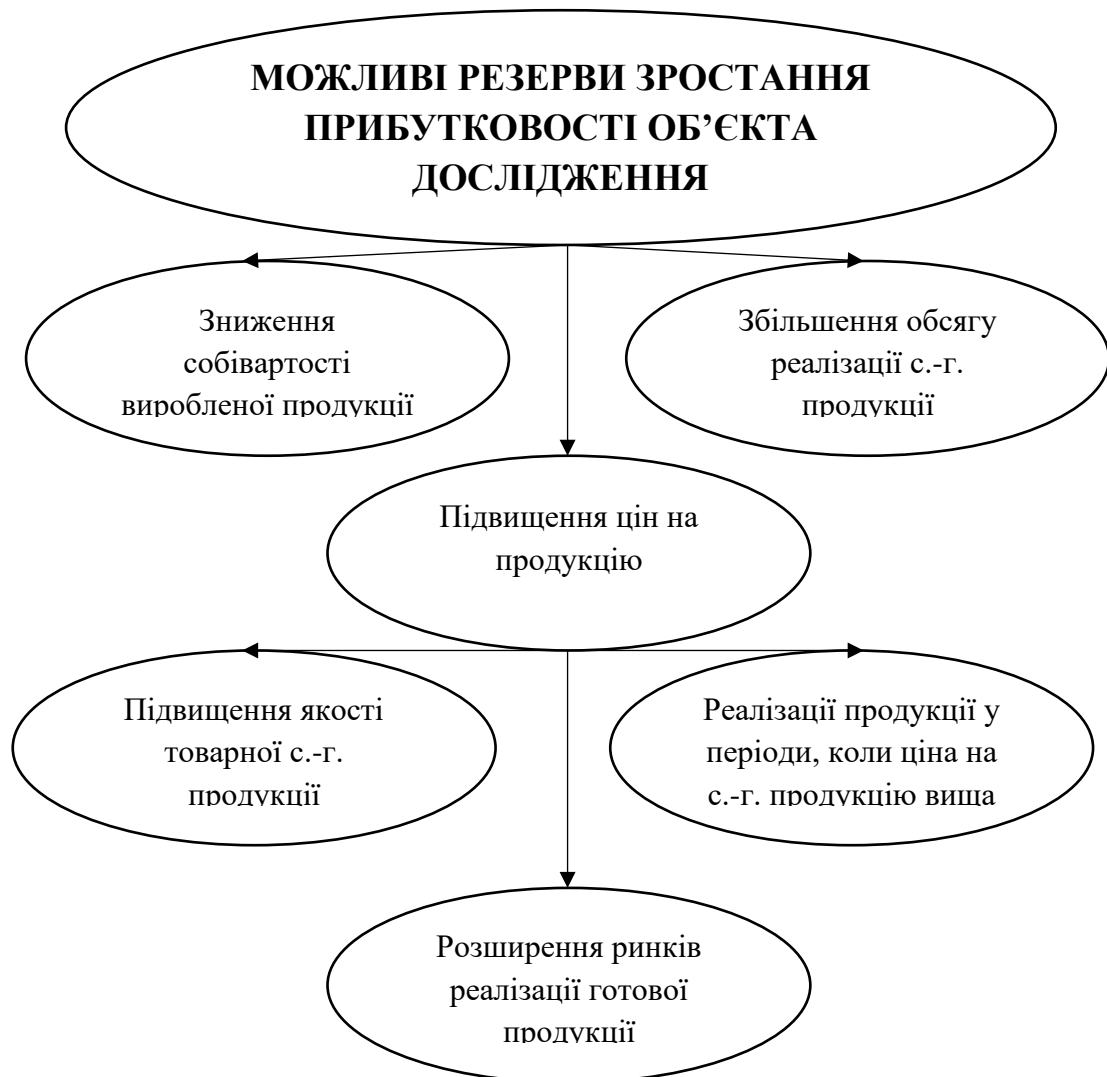 МОЖЛИВІ РЕЗЕРВИ ЗРОСТАННЯ
ПРИБУТКОВОСТІ ОБ’ЄКТА
ДОСЛІДЖЕННЯ
Зниження
собівартості
виробленої продукції
Збільшення обсягу
реалізації с.-г.
продукції
Підвищення цін на
продукцію
Підвищення якості
товарної с.-г.
продукції
Реалізації продукції у
періоди, коли ціна на
с.-г. продукцію вища
Розширення ринків
реалізації готової
продукції